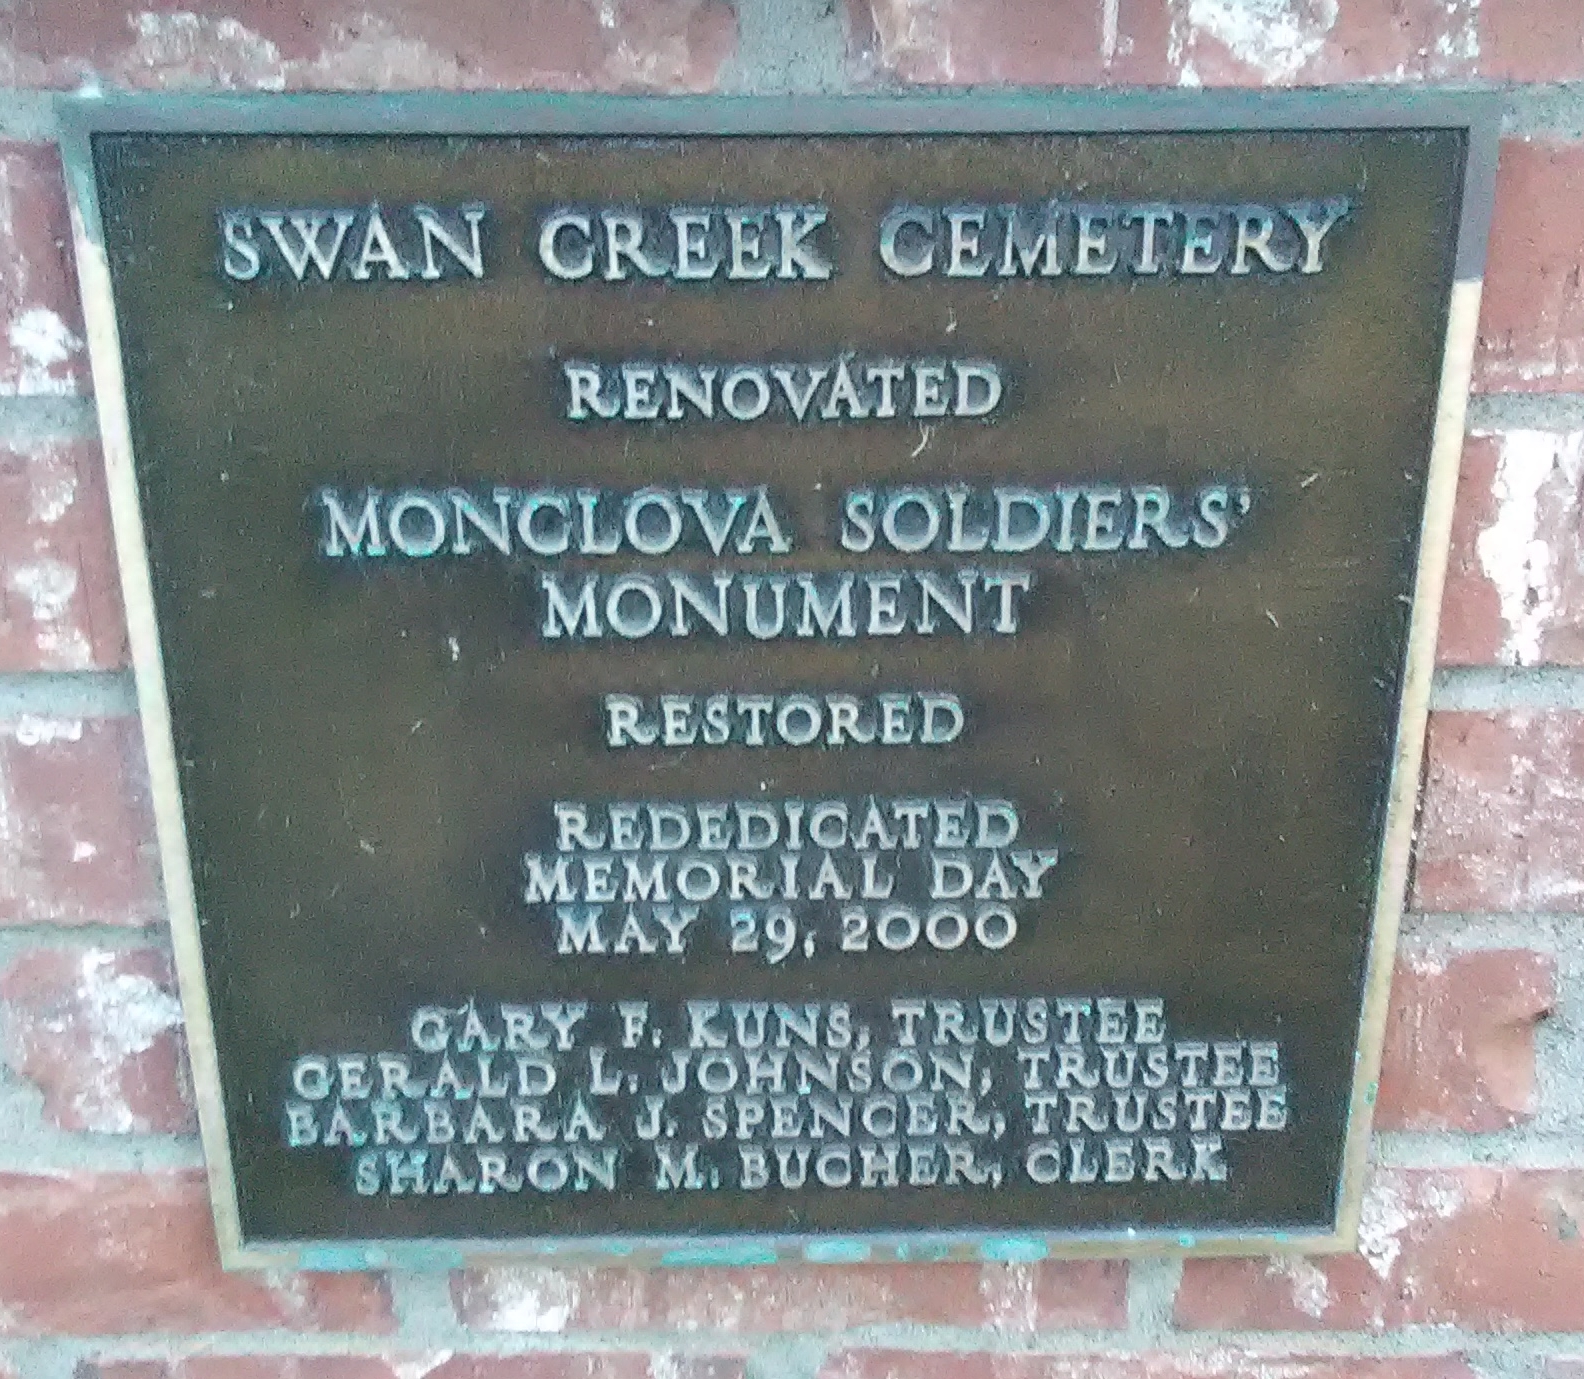 SWAN CREEK CEMETERY
RENOVATED
MONCLOVA SOLDIERS'
MONUMENT
RESTORED
REDEDICATED
MEMORIAL DAY
MAY 29, 2000
GARY F. KUNS, TRUSTEE
GERALD L. JOHNSON, TRUSTEE
BARBARA J. SPENCER, TRUSTEE
SHARON M. BUCHER, CLERK